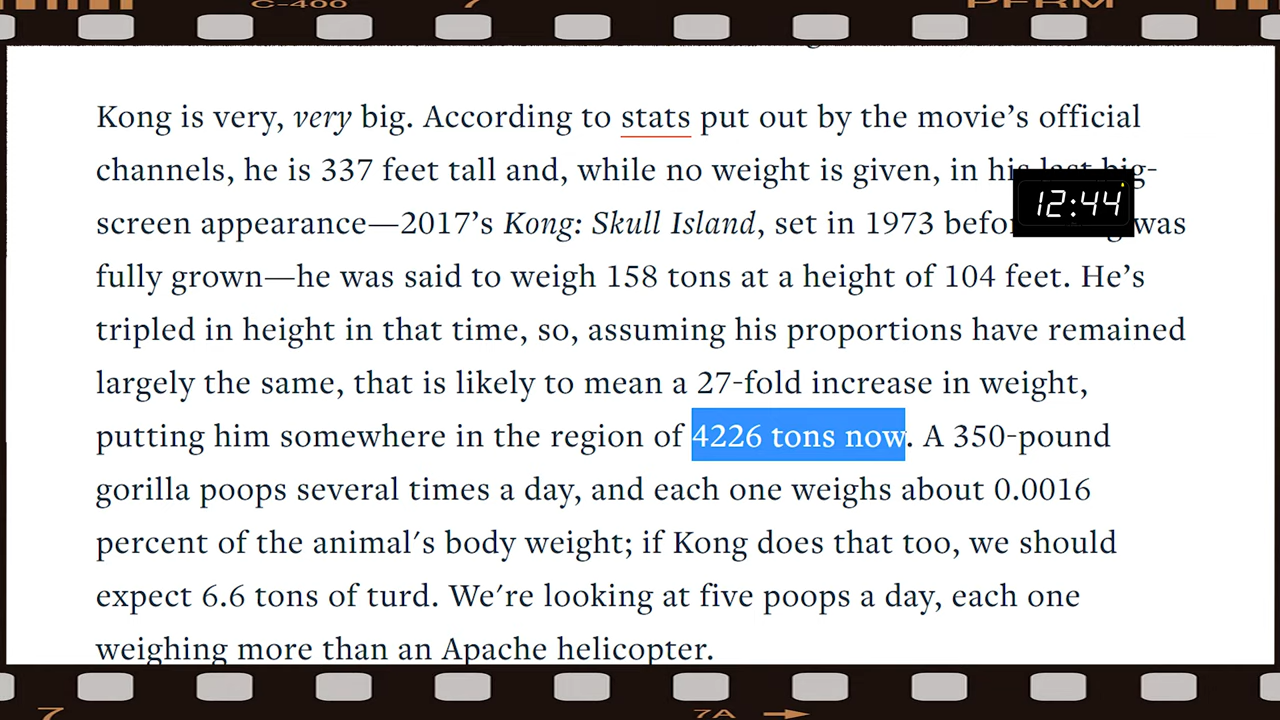 C-400 7 PERM
Kong is very, very big. According to stats put out by the movie’s official
channels, he is 337 feet tall and, while no weight is given, in his last big-
12:44
screen appearance—2017’s Kong: Skull Island, set in 1973 was
fully grown—he was said to weigh 158 tons at a height of 104 feet. He’s
tripled in height in that time, so, assuming his proportions have remained
largely the same, that is likely to mean a 27-fold increase in weight,
putting him somewhere in the region of 4226 tons now. A 350-pound
gorilla poops several times a day, and each one weighs about 0.0016
percent of the animal's body weight; if Kong does that too, we should
expect 6.6 tons of turd. We're looking at five poops a day, each one
weighing more than an Apache helicopter.
7 7A